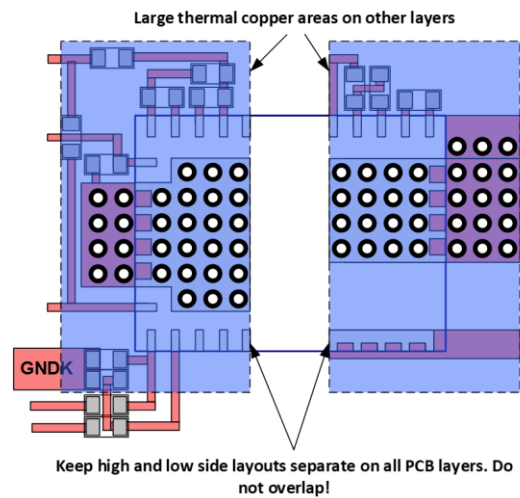 Large thermal copper areas on other layers
GNDK
Keep high and low side layouts separate on all PCB layers. Do
not overlap!